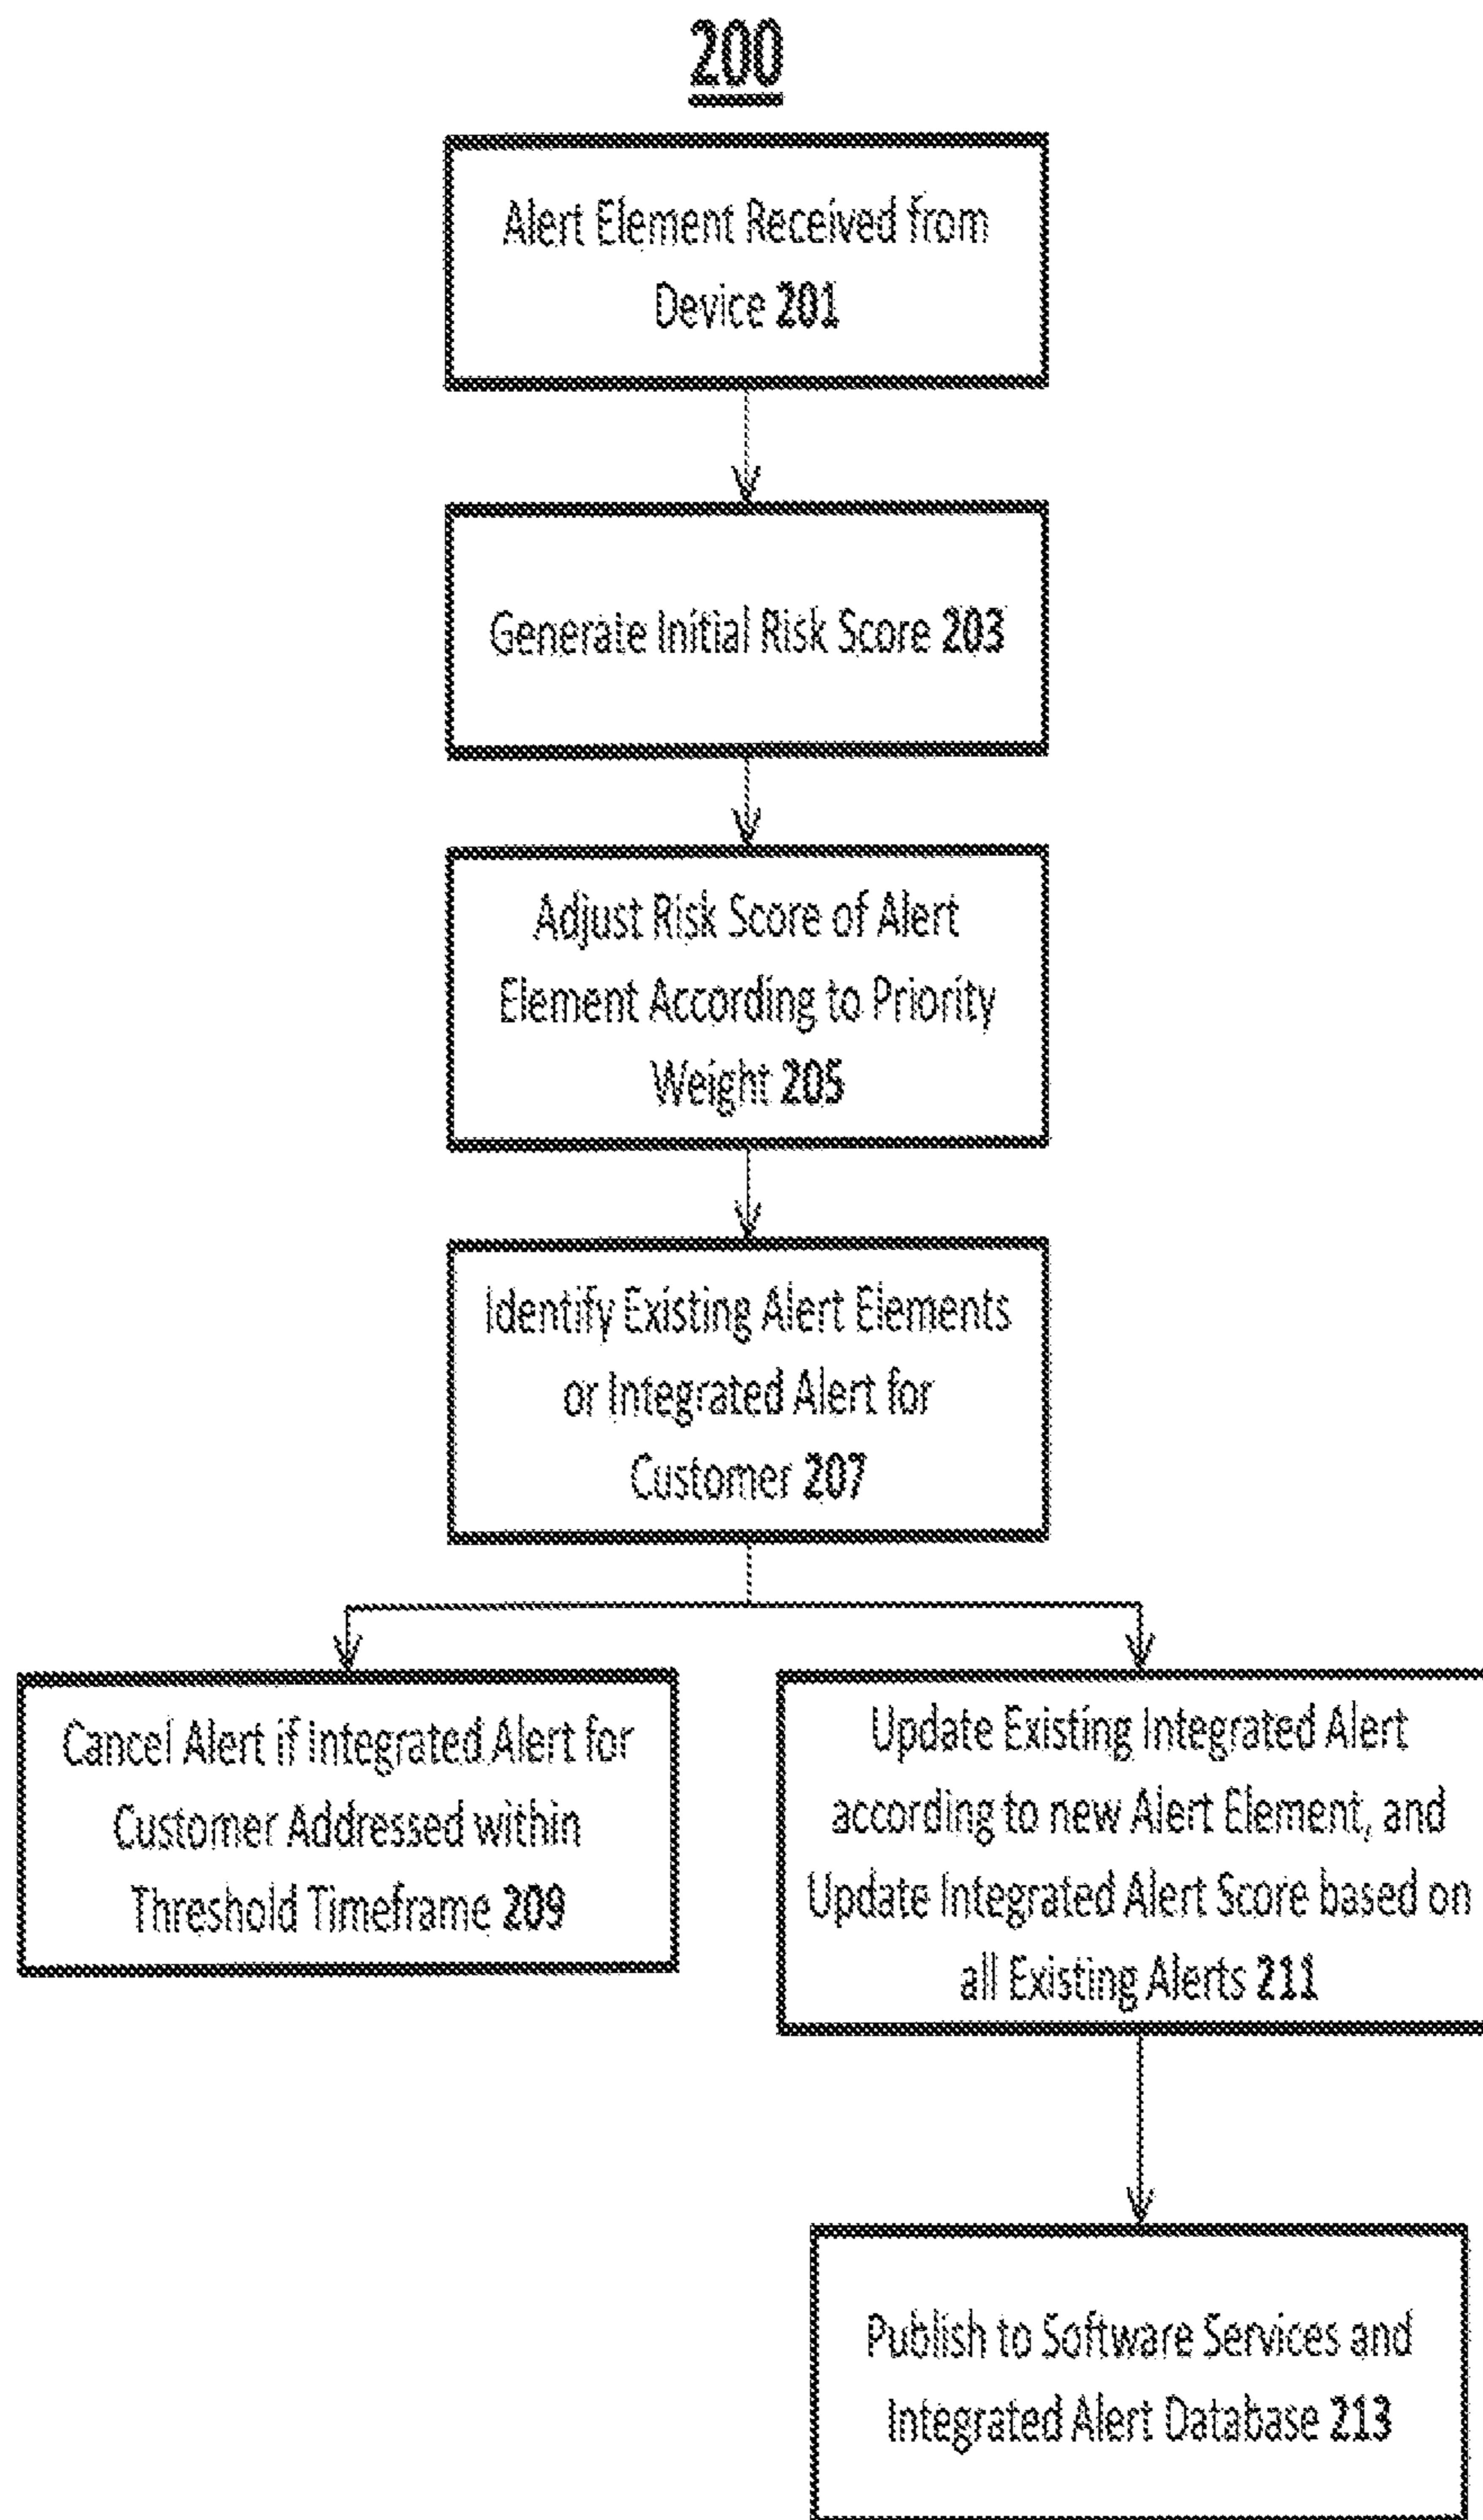 200
Alert Element Received from
Device 201
Generate Initial Risk Score 203
Adjust Risk Score of Alert
Element According to Priority
Weight 205
Identify Existing Alert Elements
or Integrated Alert for
Customer 207
Cancel Alert if Integrated Alert for
Customer Addressed within
Threshold Timeframe 209
Update Existing Integrated Alert
according to new Alert Element, and
Update Integrated Alert Score based on
all Existing Alerts 211
Publish to Software Services and
Integrated Alert Database 213